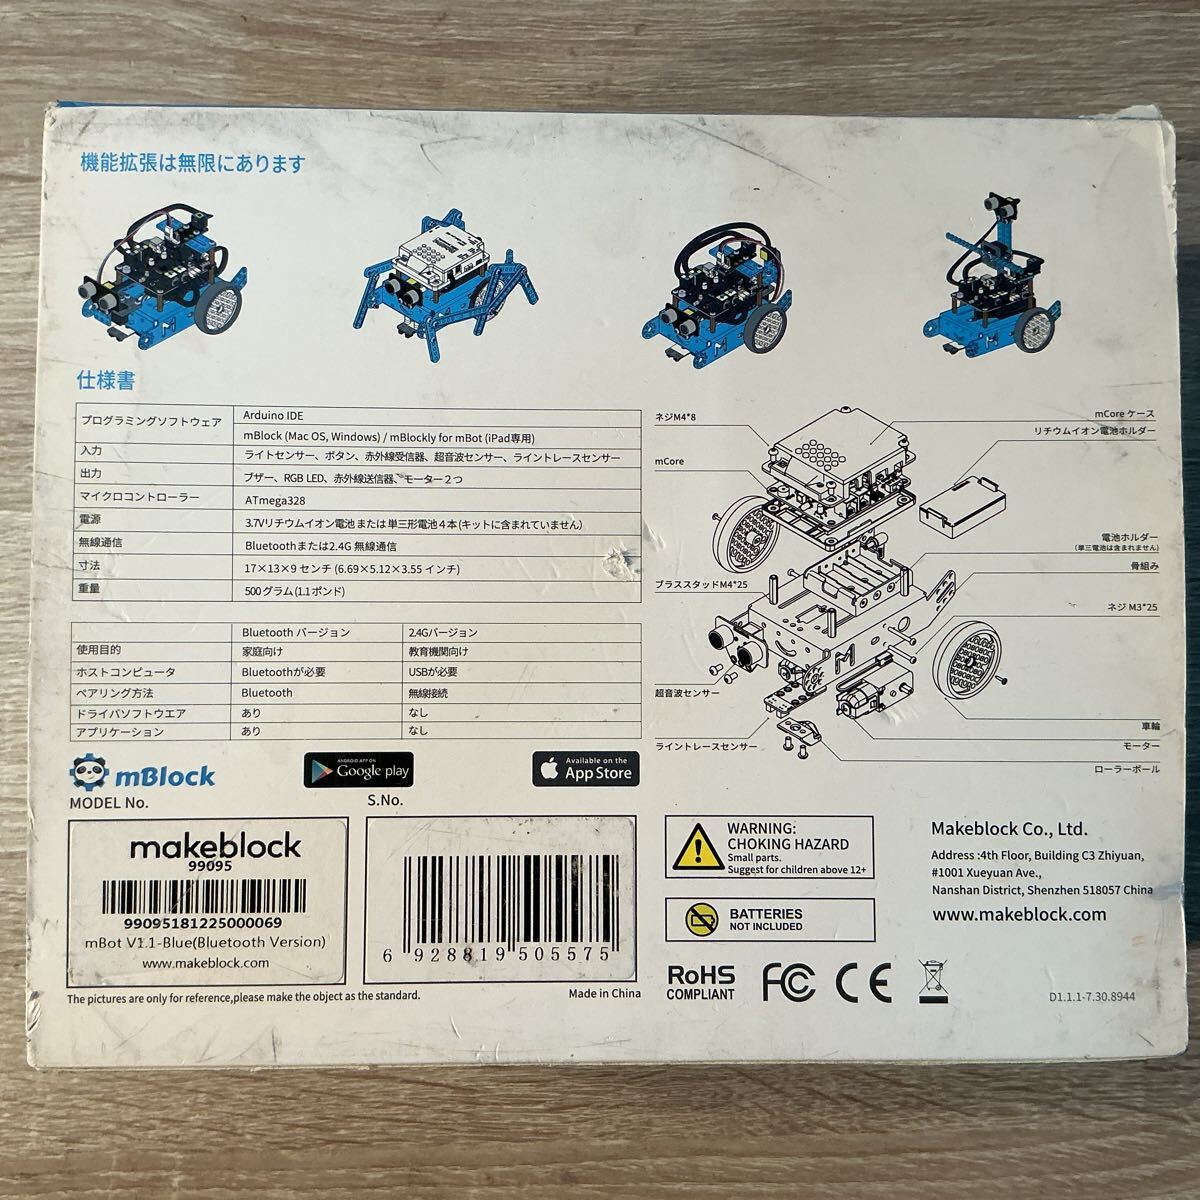 機能拡張は無限にあります
仕様書
プログラミングソフトウェア
Arduino IDE
mBlock (Mac OS, Windows) / mBlockly for mBot (iPad専用)
入力
ライトセンサー、ボタン、赤外線受信器、超音波センサー、ライントレースセンサー
出力
ブザー、RGB LED、赤外線送信器、モーター２つ
マイクロコントローラー
ATmega328
電源
3.7Vリチウムイオン電池 または 単三形電池４本 (キットに含まれていません)
無線通信
Bluetoothまたは2.4G 無線通信
寸法
17×13×9 センチ (6.69×5.12×3.55 インチ)
重量
500グラム (1.1ポンド)
Bluetooth バージョン 2.4Gバージョン
使用目的 家庭向け 教育機関向け
ホストコンピュータ Bluetoothが必要 USBが必要
ペアリング方法 Bluetooth 無線接続
ドライバソフトウエア あり なし
アプリケーション あり なし
ネジM4*8
mCore
mCore ケース
リチウムイオン電池ホルダー
電池ホルダー
(単三電池は含まれません)
骨組み
ブラススタッドM4*25
ネジ M3*25
超音波センサー
ライントレースセンサー
車輪
モーター
ローラーボール
mBlock
ANDROID APP ON
Google play
Available on the
App Store
MODEL No.
S.No.
makeblock
99095
99095181225000069
mBot V1.1-Blue(Bluetooth Version)
www.makeblock.com
6 928819 505575
The pictures are only for reference,please make the object as the standard.
Made in China
WARNING:
CHOKING HAZARD
Small parts.
Suggest for children above 12+
BATTERIES
NOT INCLUDED
RoHS
COMPLIANT
FC CE
Makeblock Co., Ltd.
Address :4th Floor, Building C3 Zhiyuan,
#1001 Xueyuan Ave.,
Nanshan District, Shenzhen 518057 China
www.makeblock.com
D1.1.1-7.30.8944